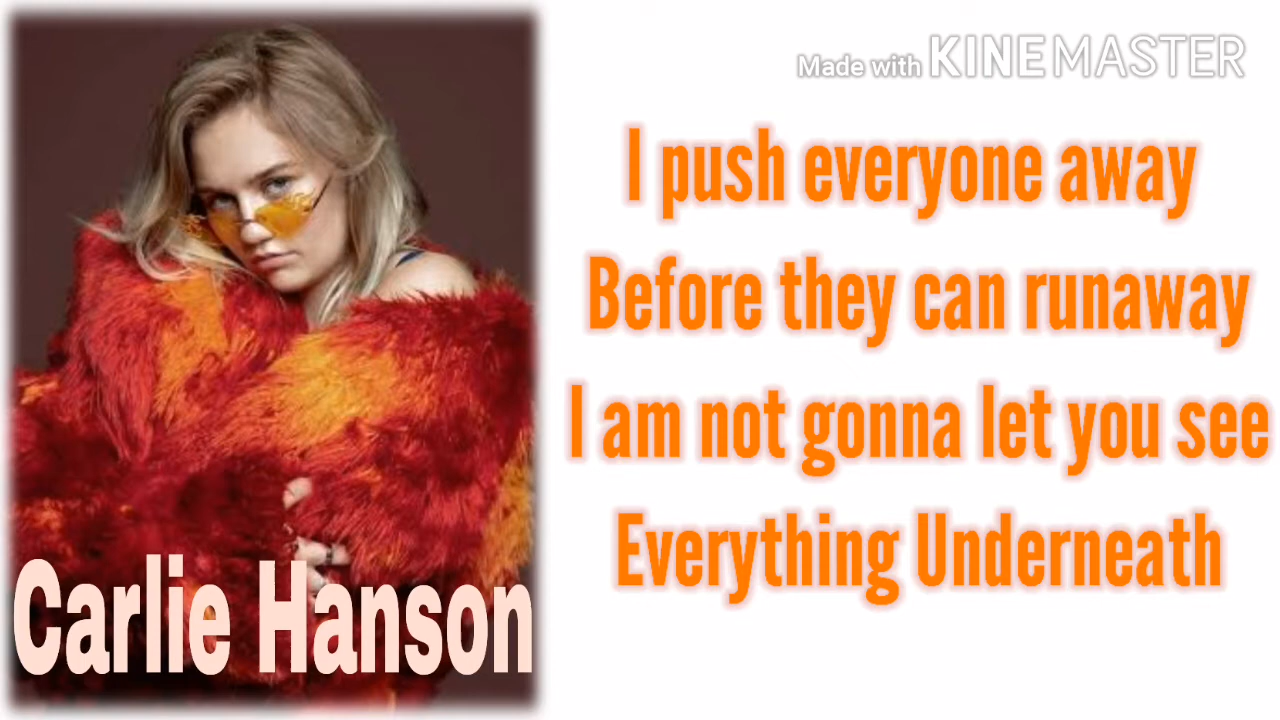 Made with KINEMASTER
I push everyone away
Before they can runaway
I am not gonna let you see
Everything Underneath
Carlie Hanson